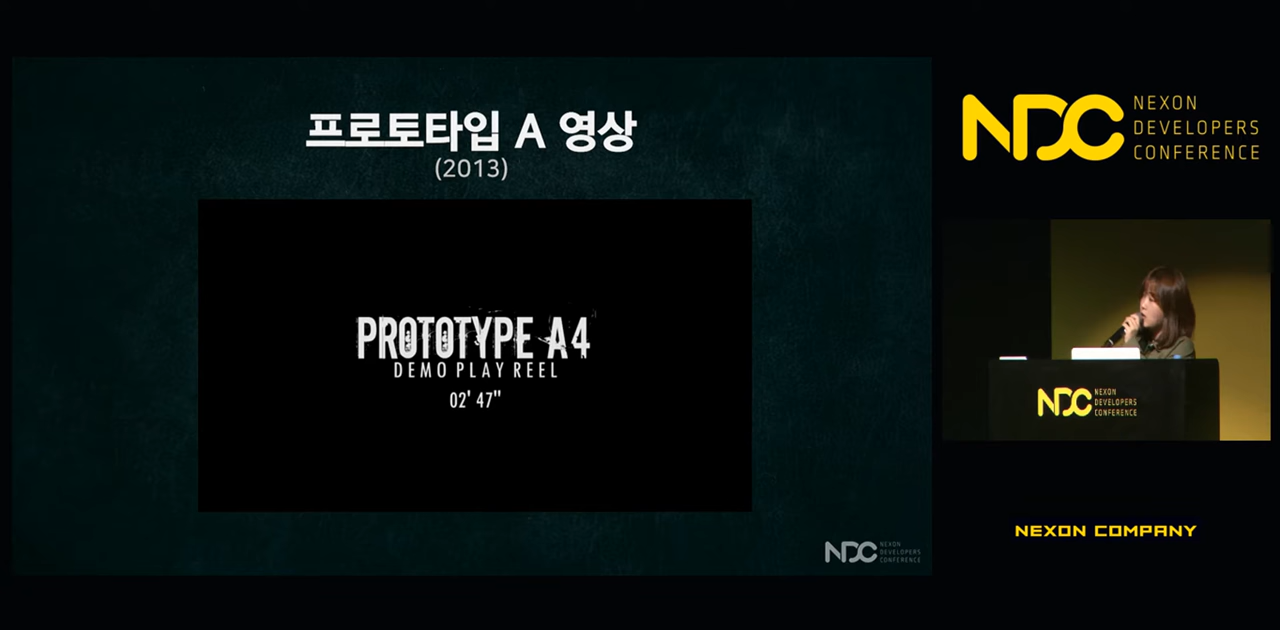 프로토타입 A 영상
(2013)
PROTOTYPE A4
DEMO PLAY REEL
02' 47"
NDC NEXON
DEVELOPERS
CONFERENCE
NDC NEXON
DEVELOPERS
CONFERENCE
NDC NEXON
DEVELOPERS
CONFERENCE
NEXON COMPANY